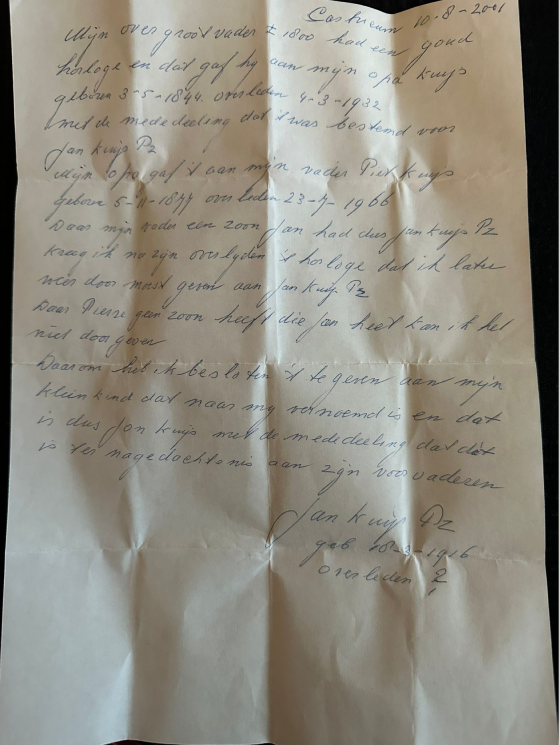 Castricum 10-8-2001
Mijn over groot vader ± 1800 had een goud
horloge en dat gaf hij aan mijn opa Kuijs
geboren 3-5-1844. overleden 4-3-1932
met de mededeeling dat 't was bestemd voor
Jan Kuijs Pz
Mijn opa gaf 't aan mijn vader Piet Kuijs
geboren 5-11-1877 overleden 23-7-1966
Daar mijn vader een zoon Jan had dus Jan Kuijs Pz
kreeg ik na zijn overlyden 't horloge dat ik later
weer door moest geven aan Jan Kuijs Pz
Daar Pierre geen zoon heeft die Jan heet kan ik het
niet doorgeven
Daarom heb ik besloten 't te geven aan mijn
kleinkind dat naar my vernoemd is en dat
is dus Jan Kuijs met de mededeeling dat dit
is ter nagedachtenis aan zijn voorvaderen
Jan Kuijs Pz
geb 18- -1916
overleden ?